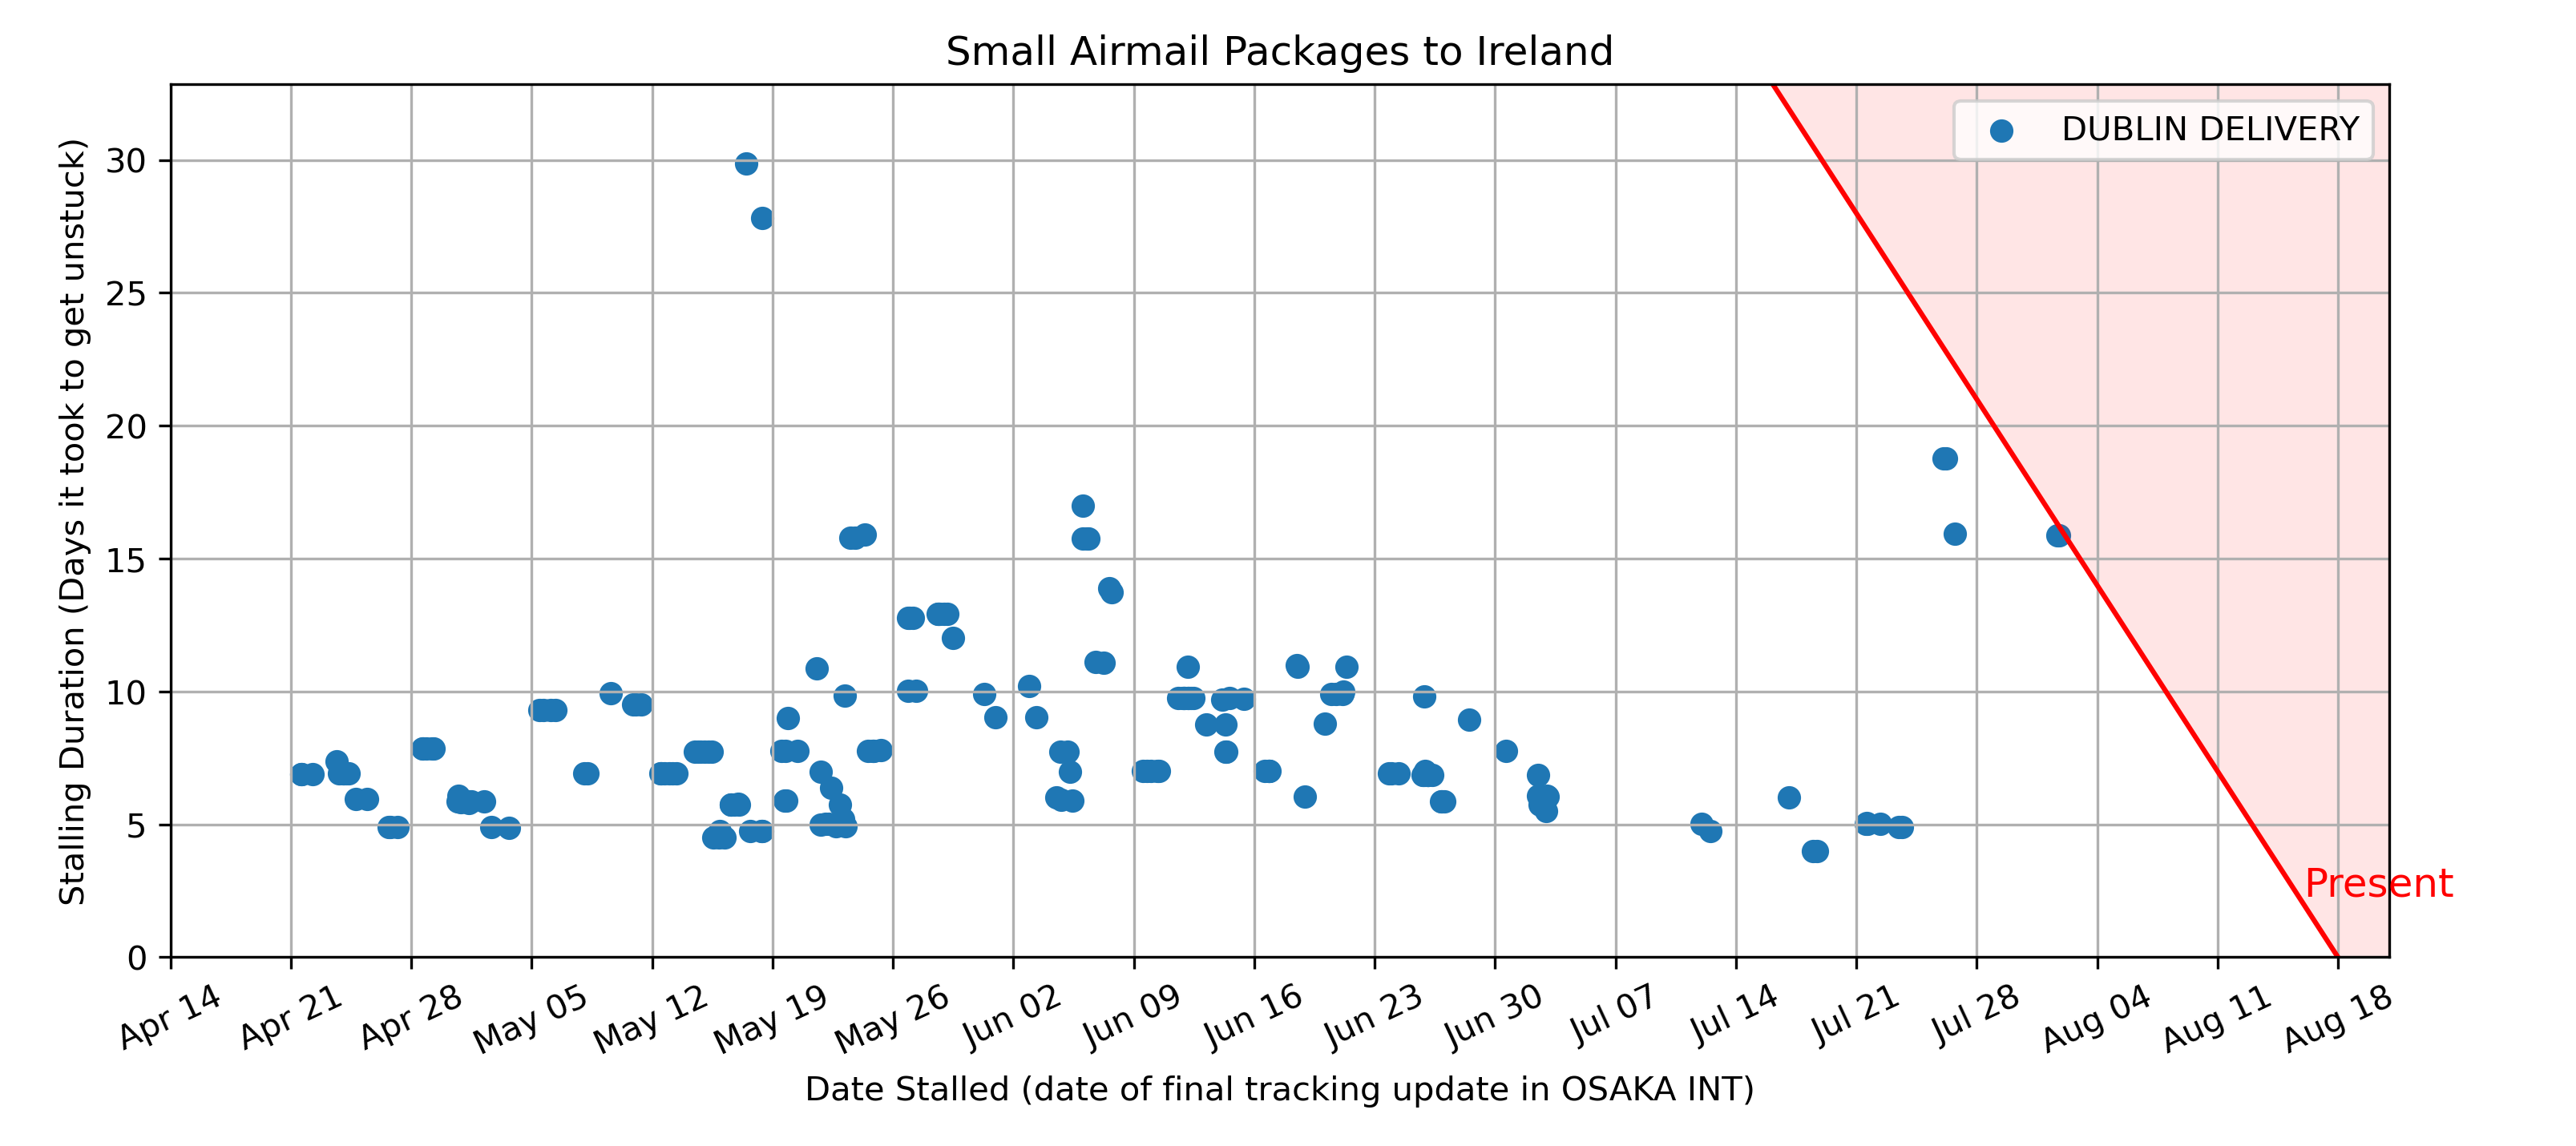 Small Airmail Packages to Ireland
DUBLIN DELIVERY
Stalling Duration (Days it took to get unstuck)
30
25
20
15
10
5
0
Present
Apr 14 Apr 21 Apr 28 May 05 May 12 May 19 May 26 Jun 02 Jun 09 Jun 16 Jun 23 Jun 30 Jul 07 Jul 14 Jul 21 Jul 28 Aug 04 Aug 11 Aug 18
Date Stalled (date of final tracking update in OSAKA INT)